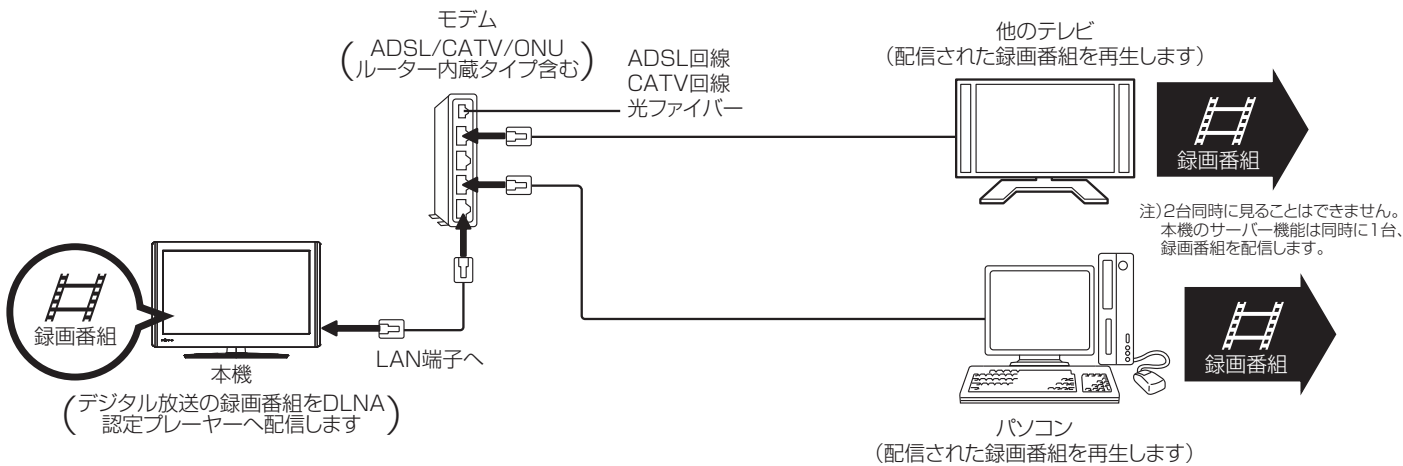 モデム
(ADSL/CATV/ONU
ルーター内蔵タイプ含む)
ADSL回線
CATV回線
光ファイバー
他のテレビ
(配信された録画番組を再生します)
録画番組
注)2台同時に見ることはできません。
本機のサーバー機能は同時に1台、
録画番組を配信します。
録画番組
LAN端子へ
本機
(デジタル放送の録画番組をDLNA
認定プレーヤーへ配信します)
録画番組
パソコン
(配信された録画番組を再生します)